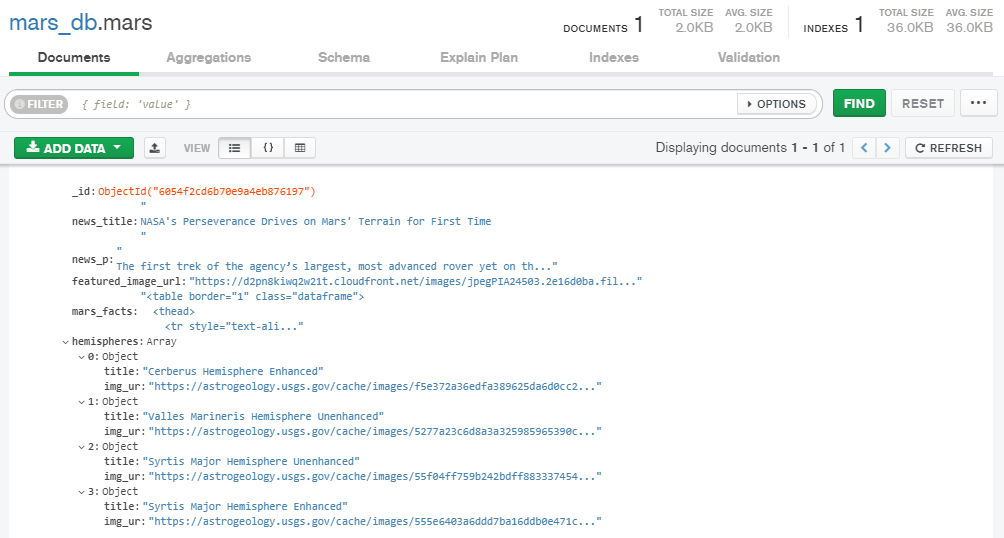 mars_db.mars
DOCUMENTS 1 TOTAL SIZE 2.0KB AVG. SIZE 2.0KB INDEXES 1 TOTAL SIZE 36.0KB AVG. SIZE 36.0KB
Documents Aggregations Schema Explain Plan Indexes Validation
FILTER { field: 'value' } OPTIONS FIND RESET ...
ADD DATA VIEW {} Displaying documents 1 - 1 of 1 < > REFRESH
_id: ObjectId("6054f2cd6b70e9a4eb876197")
"
news_title: NASA's Perseverance Drives on Mars' Terrain for First Time
"
"
news_p: The first trek of the agency’s largest, most advanced rover yet on th..."
featured_image_url: "https://d2pn8kiwq2w21t.cloudfront.net/images/jpegPIA24503.2e16d0ba.fil..."
"<table border="1" class="dataframe">
mars_facts: <thead>
<tr style="text-ali..."
hemispheres: Array
0: Object
title: "Cerberus Hemisphere Enhanced"
img_ur: "https://astrogeology.usgs.gov/cache/images/f5e372a36edfa389625da6d0cc2..."
1: Object
title: "Valles Marineris Hemisphere Unenhanced"
img_ur: "https://astrogeology.usgs.gov/cache/images/5277a23c6d8a3a325985965390c..."
2: Object
title: "Syrtis Major Hemisphere Unenhanced"
img_ur: "https://astrogeology.usgs.gov/cache/images/55f04ff759b242bdff883337454..."
3: Object
title: "Syrtis Major Hemisphere Enhanced"
img_ur: "https://astrogeology.usgs.gov/cache/images/555e6403a6ddd7ba16ddb0e471c..."